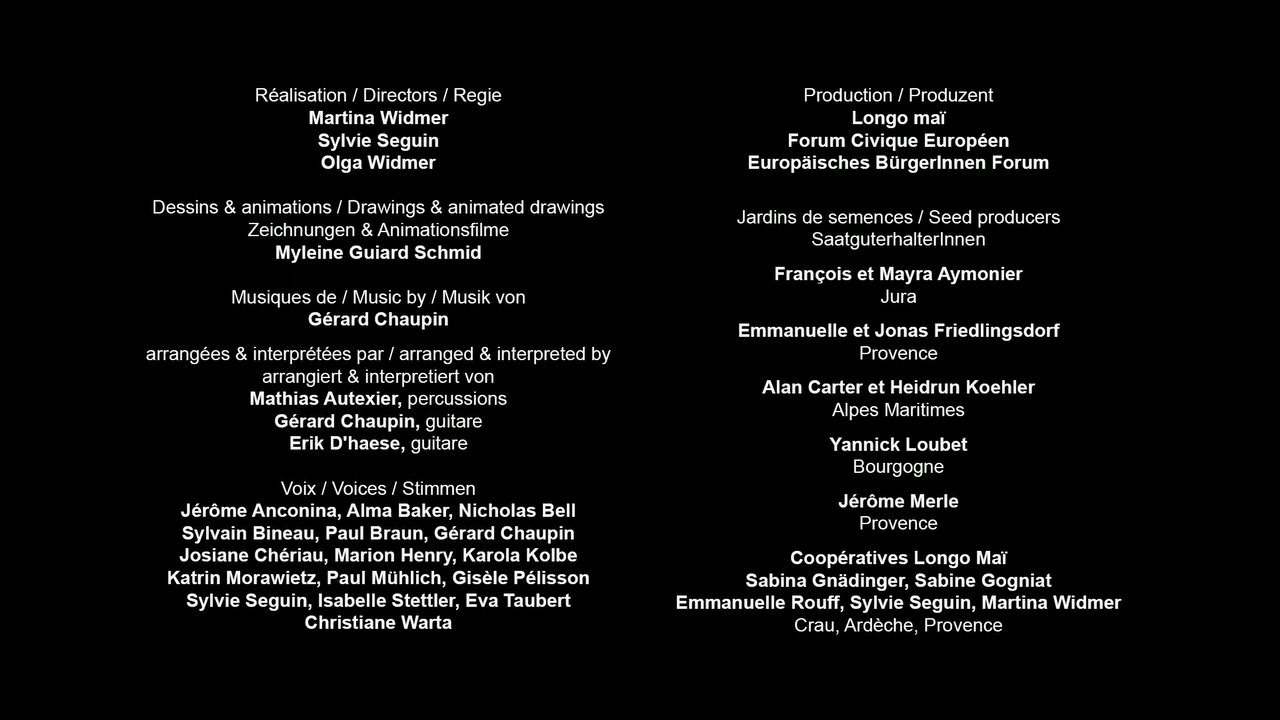 Réalisation / Directors / Regie
Martina Widmer
Sylvie Seguin
Olga Widmer
Dessins & animations / Drawings & animated drawings
Zeichnungen & Animationsfilme
Myleine Guiard Schmid
Musiques de / Music by / Musik von
Gérard Chaupin
arrangées & interprétées par / arranged & interpreted by
arrangiert & interpretiert von
Mathias Autexier, percussions
Gérard Chaupin, guitare
Erik D'haese, guitare
Voix / Voices / Stimmen
Jérôme Anconina, Alma Baker, Nicholas Bell
Sylvain Bineau, Paul Braun, Gérard Chaupin
Josiane Chériau, Marion Henry, Karola Kolbe
Katrin Morawietz, Paul Mühlich, Gisèle Pélisson
Sylvie Seguin, Isabelle Stettler, Eva Taubert
Christiane Warta
Production / Produzent
Longo maï
Forum Civique Européen
Europäisches BürgerInnen Forum
Jardins de semences / Seed producers
SaatguterhalterInnen
François et Mayra Aymonier
Jura
Emmanuelle et Jonas Friedlingsdorf
Provence
Alan Carter et Heidrun Koehler
Alpes Maritimes
Yannick Loubet
Bourgogne
Jérôme Merle
Provence
Coopératives Longo Maï
Sabina Gnädinger, Sabine Gogniat
Emmanuelle Rouff, Sylvie Seguin, Martina Widmer
Crau, Ardèche, Provence